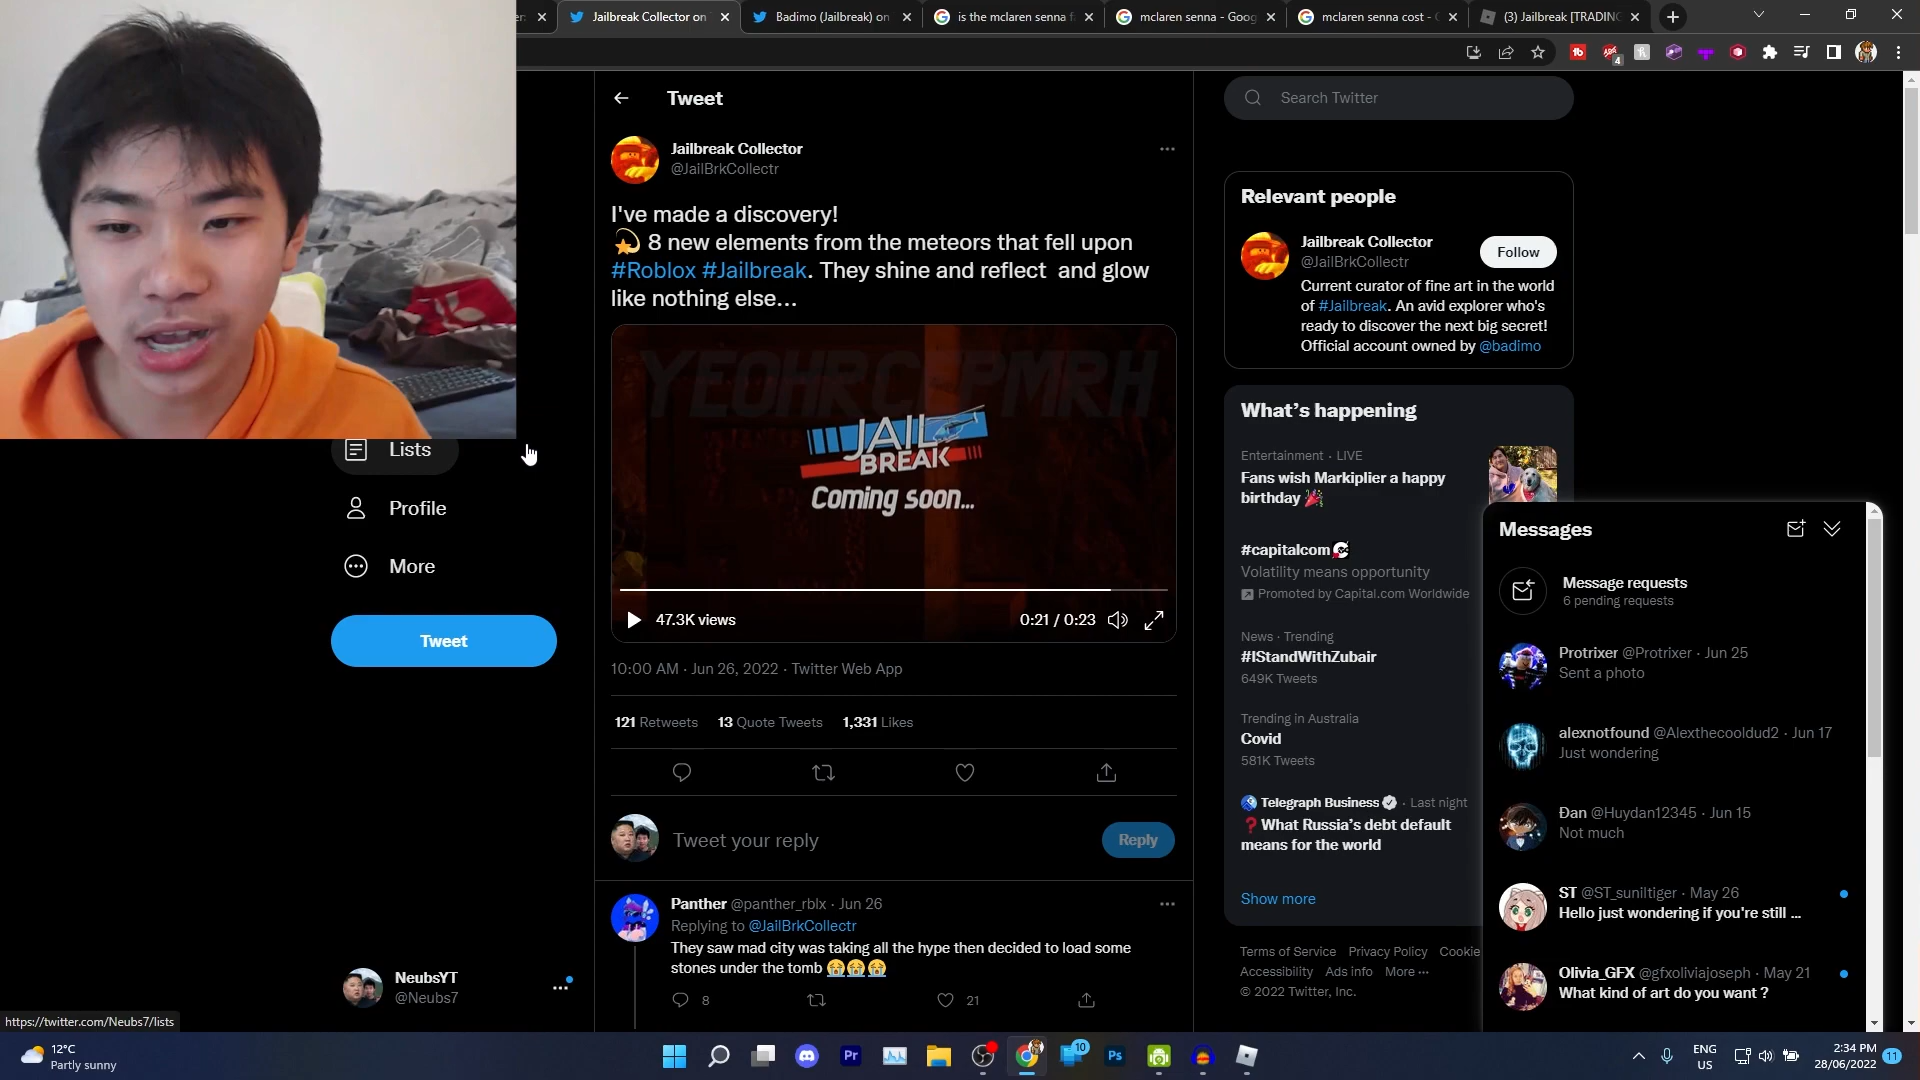 Jailbreak Collector on
Badimo (Jailbreak) on
is the mclaren senna f
mclaren senna - Goog
mclaren senna cost - G
(3) Jailbreak [TRADING
4
Tweet
Search Twitter
Jailbreak Collector
@JailBrkCollectr
I've made a discovery!
💫 8 new elements from the meteors that fell upon
#Roblox #Jailbreak. They shine and reflect and glow
like nothing else...
YEOHRCEPMRH
JAIL
BREAK
Coming soon...
47.3K views
0:21 / 0:23
10:00 AM · Jun 26, 2022 · Twitter Web App
121 Retweets 13 Quote Tweets 1,331 Likes
Tweet your reply
Reply
Panther @panther_rblx · Jun 26
Replying to @JailBrkCollectr
They saw mad city was taking all the hype then decided to load some
stones under the tomb 😭😭😭
8
21
Lists
Profile
More
Tweet
NeubsYT
@Neubs7
https://twitter.com/Neubs7/lists
Relevant people
Jailbreak Collector
@JailBrkCollectr
Follow
Current curator of fine art in the world
of #Jailbreak. An avid explorer who's
ready to discover the next big secret!
Official account owned by @badimo
What's happening
Entertainment · LIVE
Fans wish Markiplier a happy
birthday 🎉
#capitalcom
Volatility means opportunity
Promoted by Capital.com Worldwide
News · Trending
#IStandWithZubair
649K Tweets
Trending in Australia
Covid
581K Tweets
Telegraph Business · Last night
❓What Russia's debt default
means for the world
Show more
Terms of Service Privacy Policy Cookie
Accessibility Ads info More ···
© 2022 Twitter, Inc.
Messages
Message requests
6 pending requests
Protrixer @Protrixer · Jun 25
Sent a photo
alexnotfound @Alexthecooldud2 · Jun 17
Just wondering
Đan @Huydan12345 · Jun 15
Not much
ST @ST_suniltiger · May 26
Hello just wondering if you're still ...
Olivia_GFX @gfxoliviajoseph · May 21
What kind of art do you want ?
12°C
Partly sunny
Pr
10
Ps
ENG
US
2:34 PM
28/06/2022
11